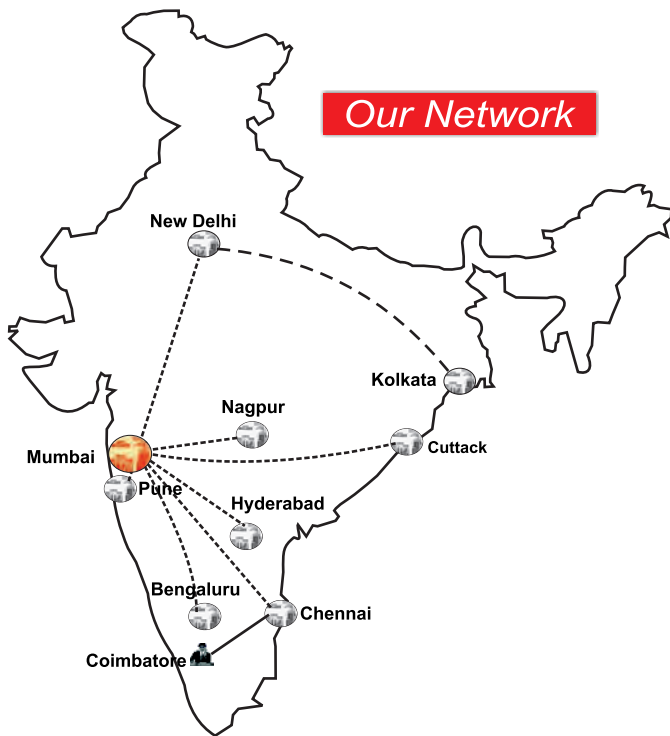 Our Network
New Delhi
Kolkata
Nagpur
Cuttack
Mumbai
Pune
Hyderabad
Bengaluru
Chennai
Coimbatore